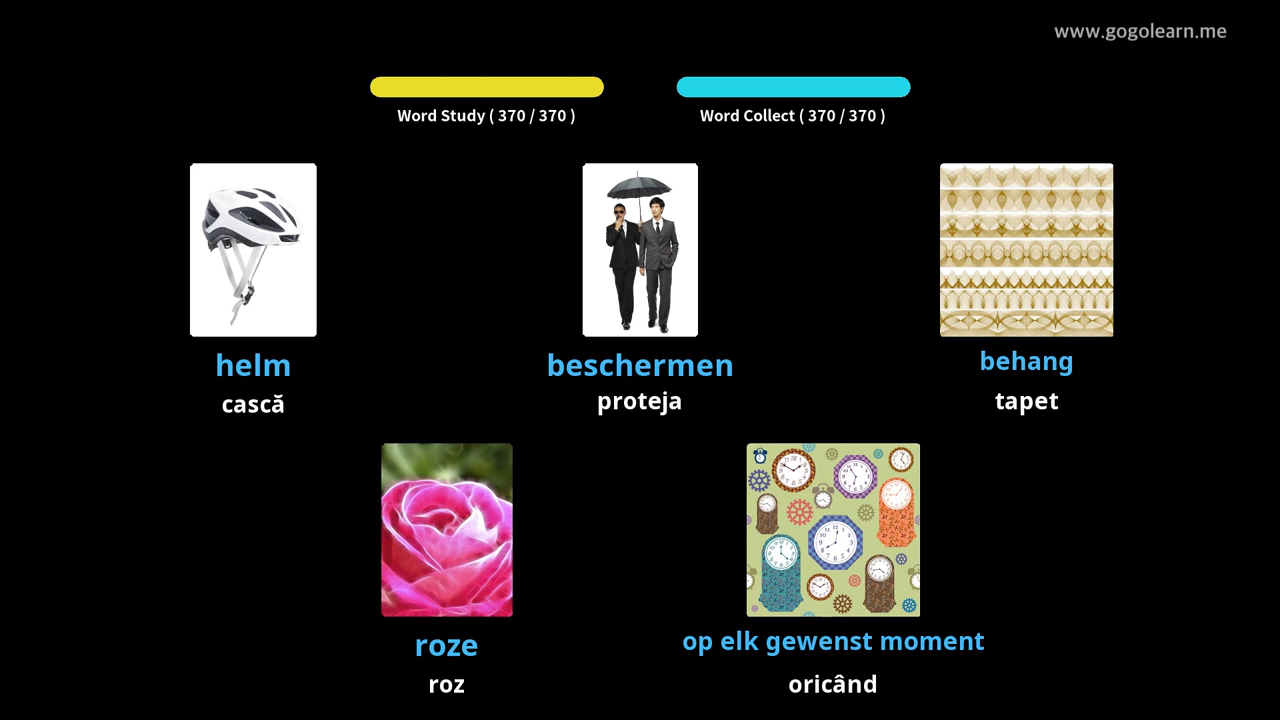 www.gogolearn.me
Word Study ( 370 / 370 )
Word Collect ( 370 / 370 )
helm
cască
beschermen
proteja
behang
tapet
roze
roz
op elk gewenst moment
oricând